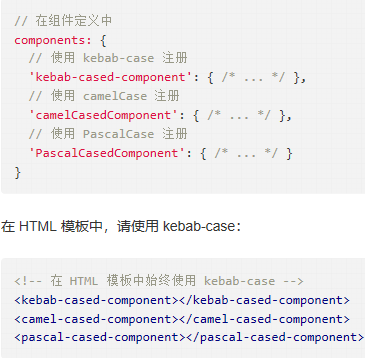 // 在组件定义中
components: {
// 使用 kebab-case 注册
'kebab-cased-component': { /* ... */ },
// 使用 camelCase 注册
'camelCasedComponent': { /* ... */ },
// 使用 PascalCase 注册
'PascalCasedComponent': { /* ... */ }
}
在 HTML 模板中，请使用 kebab-case：
<!-- 在 HTML 模板中始终使用 kebab-case -->
<kebab-cased-component></kebab-cased-component>
<camel-cased-component></camel-cased-component>
<pascal-cased-component></pascal-cased-component>